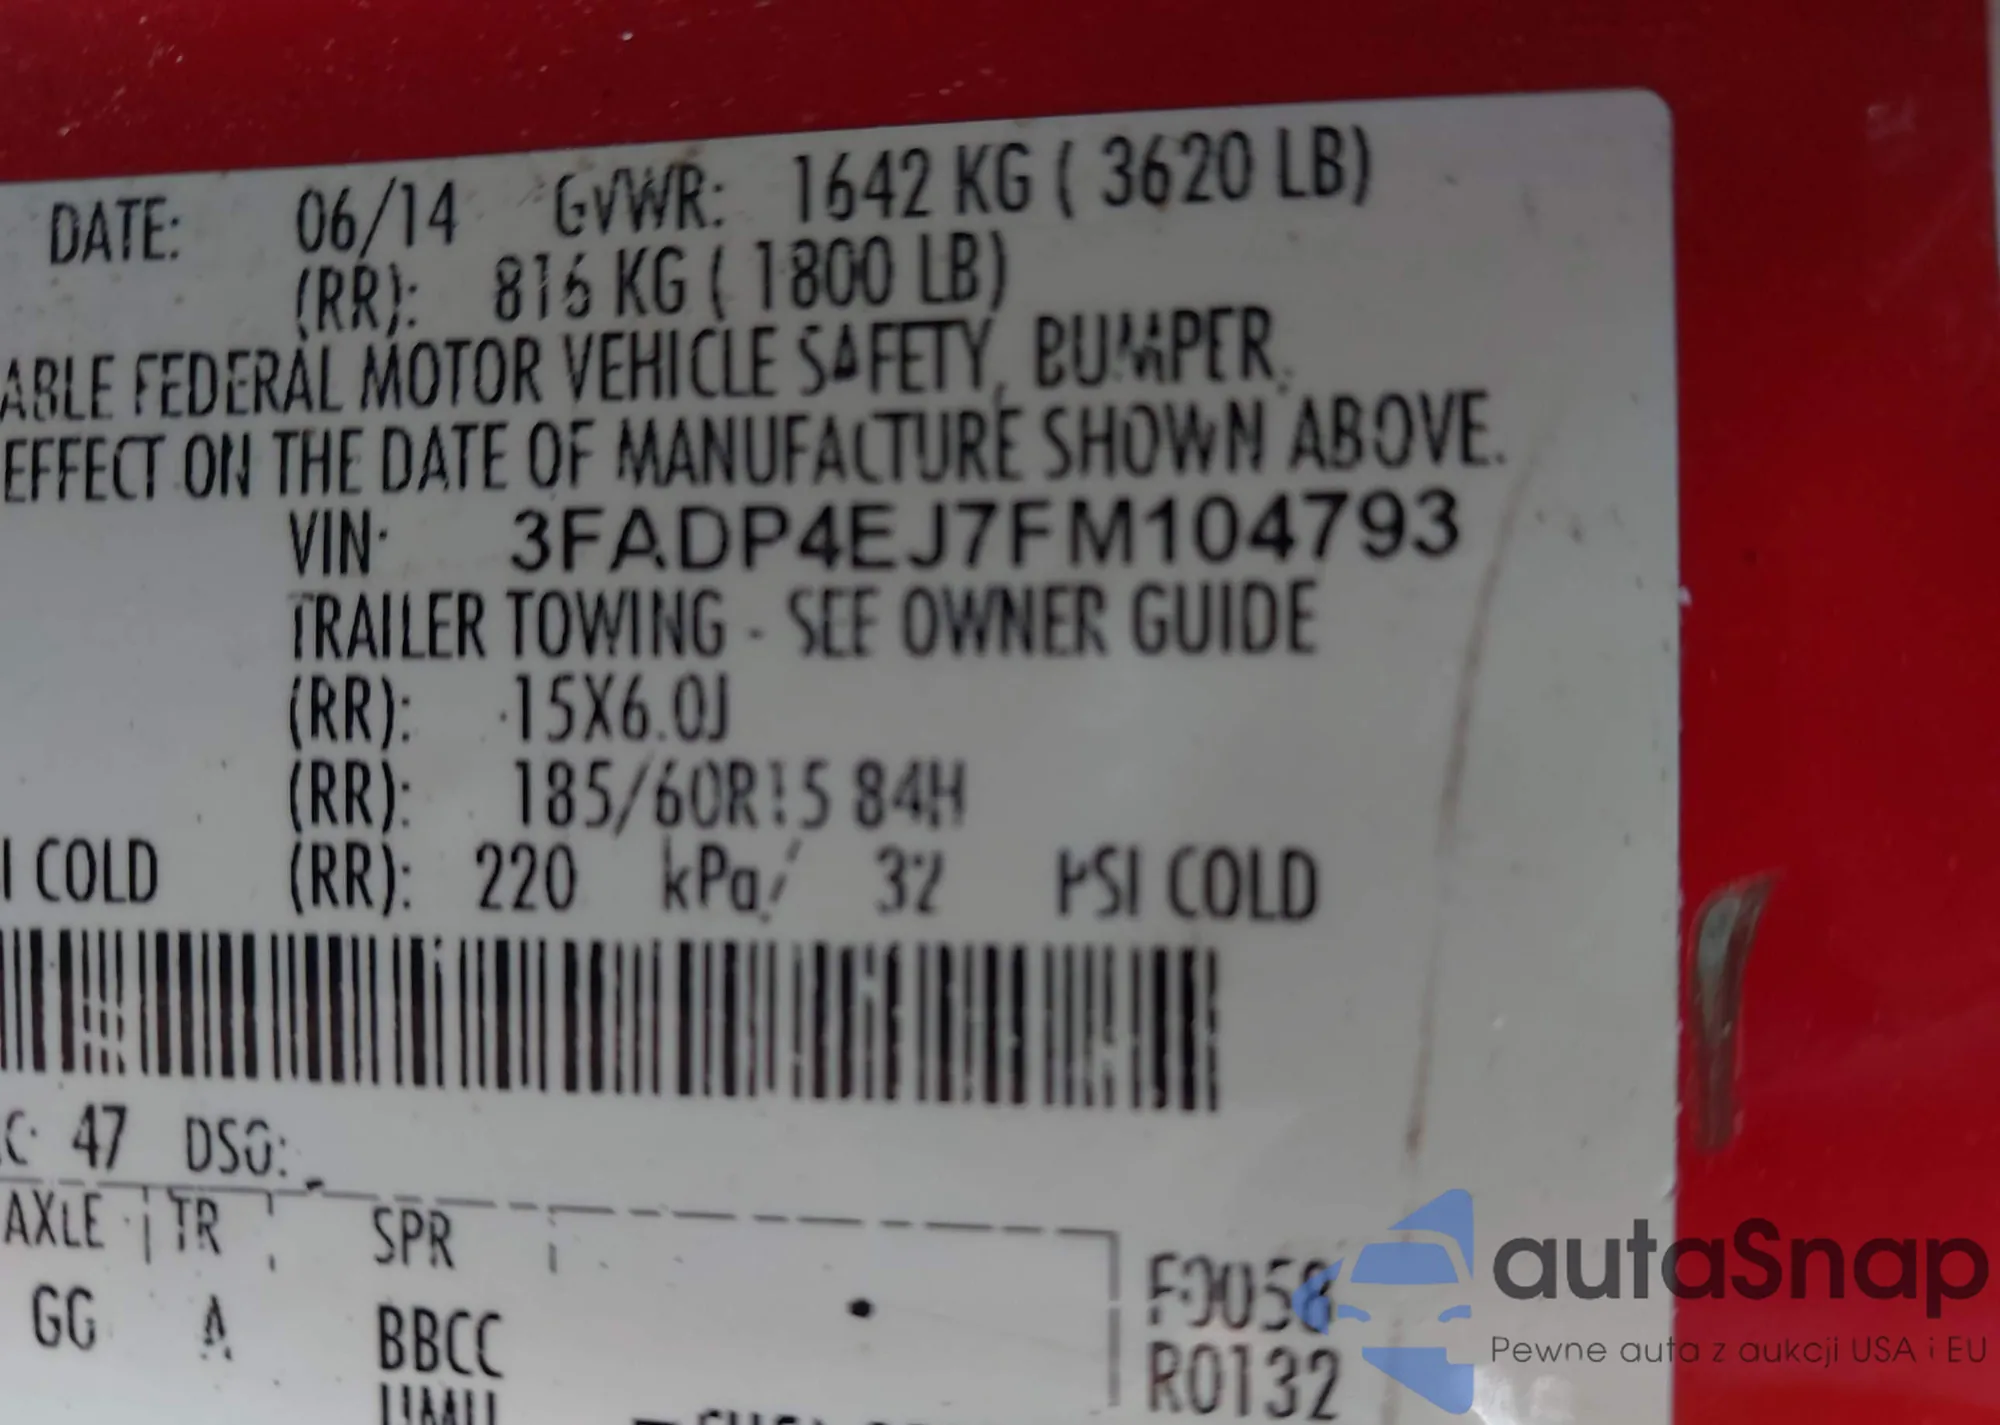 DATE: 06/14 GVWR: 1642 KG ( 3620 LB)
(RR): 816 KG ( 1800 LB)
ABLE FEDERAL MOTOR VEHICLE SAFETY, BUMPER,
EFFECT ON THE DATE OF MANUFACTURE SHOWN ABOVE.
VIN: 3FADP4EJ7FM104793
TRAILER TOWING - SEE OWNER GUIDE
(RR): 15X6.0J
(RR): 185/60R15 84H
I COLD (RR): 220 kPa/ 32 PSI COLD
C: 47 DSO:
AXLE TR SPR
GG A BBCC
F0058
R0132
autaSnap
Pewne auta z aukcji USA i EU